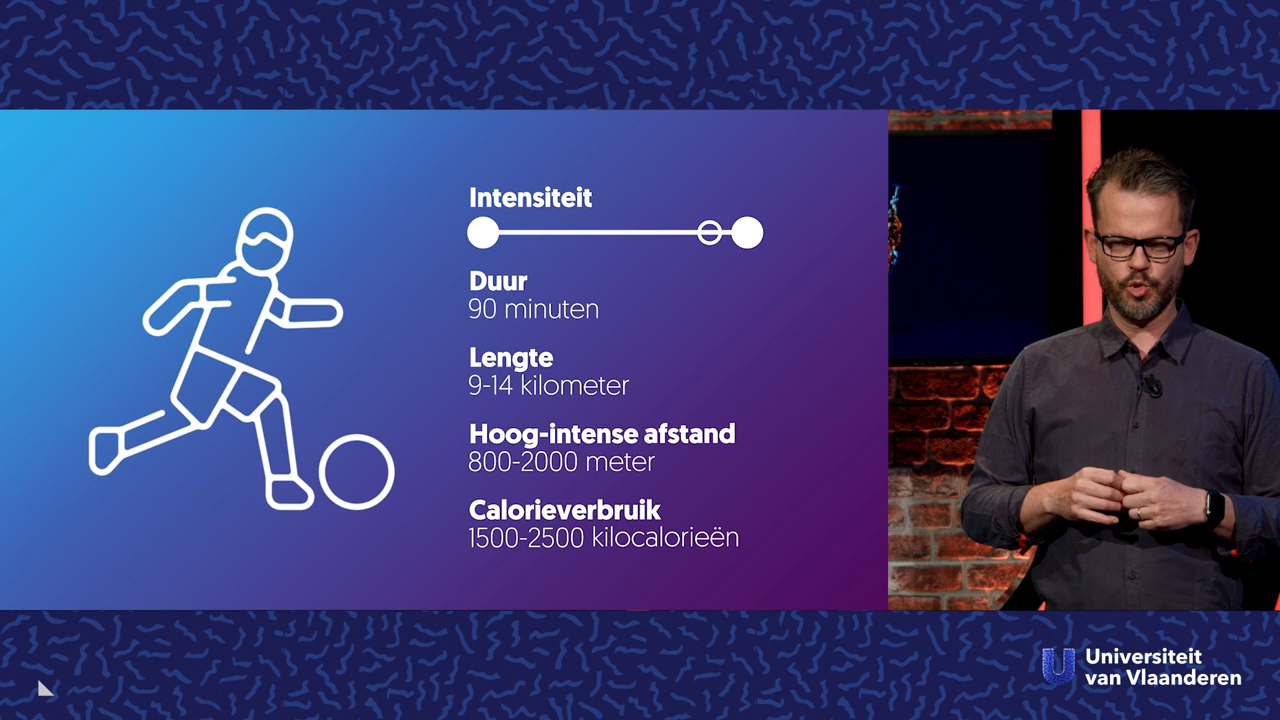 Intensiteit
Duur
90 minuten
Lengte
9-14 kilometer
Hoog-intense afstand
800-2000 meter
Calorieverbruik
1500-2500 kilocalorieën
Universiteit
van Vlaanderen